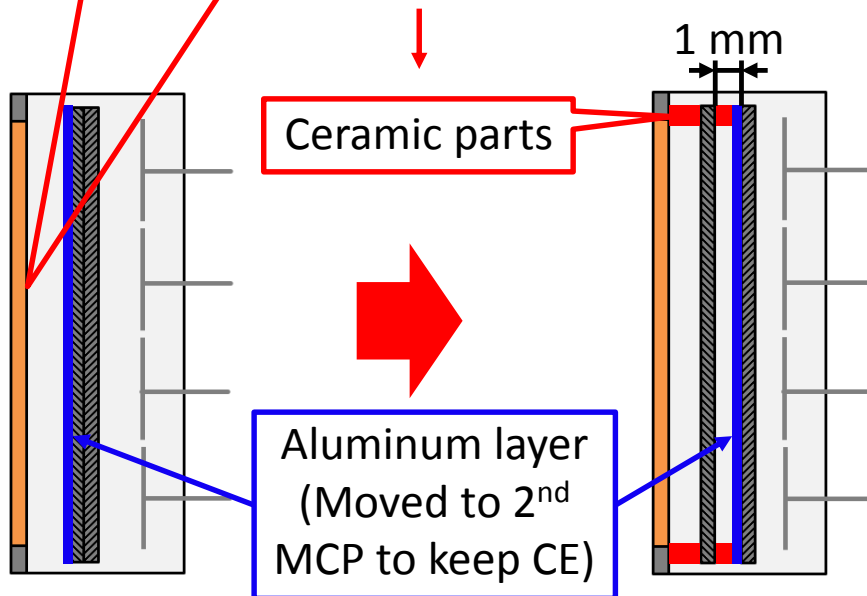 1 mm
Ceramic parts
Aluminum layer
(Moved to 2nd
MCP to keep CE)